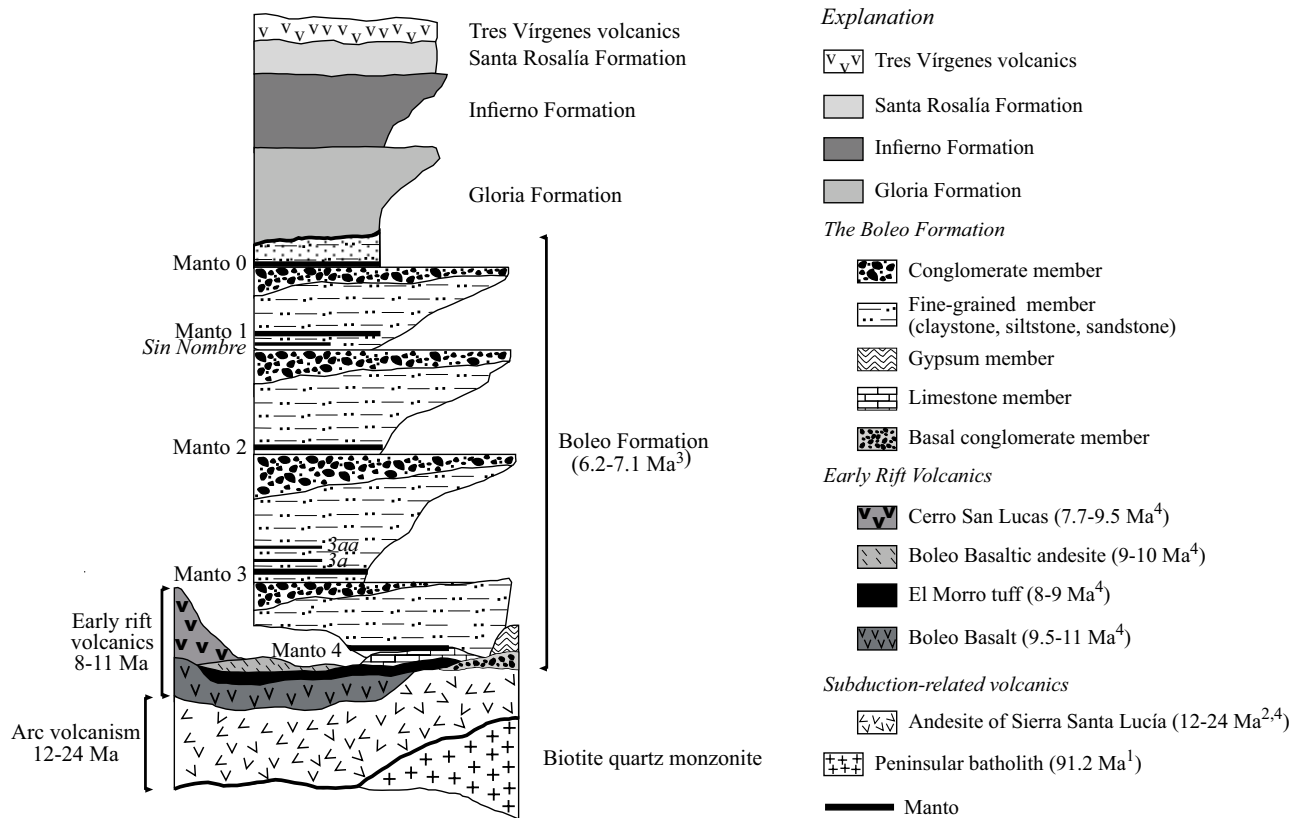 Tres Vírgenes volcanics
Santa Rosalía Formation
Infierno Formation
Gloria Formation
Manto 0
Manto 1
Sin Nombre
Manto 2
Boleo Formation
(6.2-7.1 Ma³)
3aa
3a
Manto 3
Early rift
volcanics
8-11 Ma
Manto 4
Arc volcanism
12-24 Ma
Biotite quartz monzonite
Explanation
Tres Vírgenes volcanics
Santa Rosalía Formation
Infierno Formation
Gloria Formation
The Boleo Formation
Conglomerate member
Fine-grained member
(claystone, siltstone, sandstone)
Gypsum member
Limestone member
Basal conglomerate member
Early Rift Volcanics
Cerro San Lucas (7.7-9.5 Ma⁴)
Boleo Basaltic andesite (9-10 Ma⁴)
El Morro tuff (8-9 Ma⁴)
Boleo Basalt (9.5-11 Ma⁴)
Subduction-related volcanics
Andesite of Sierra Santa Lucía (12-24 Ma²,⁴)
Peninsular batholith (91.2 Ma¹)
Manto